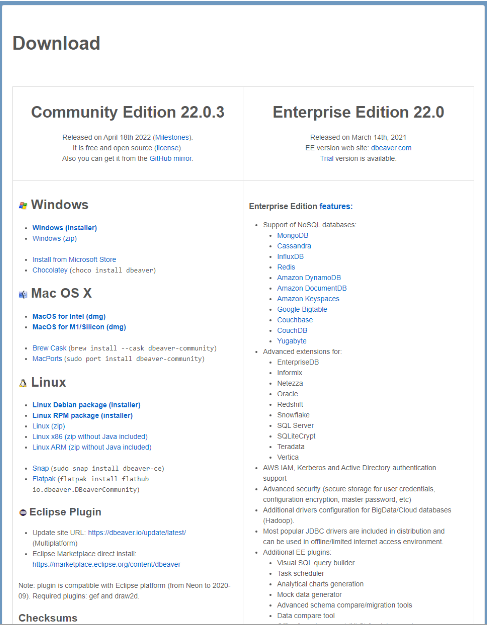 Download
Community Edition 22.0.3
Released on April 18th 2022 (Milestones).
It is free and open source (license).
Also you can get it from the GitHub mirror.
Enterprise Edition 22.0
Released on March 14th, 2021
EE version web site: dbeaver.com
Trial version is available.
Windows
Windows (installer)
Windows (zip)
Install from Microsoft Store
Chocolatey (choco install dbeaver)
Mac OS X
MacOS for Intel (dmg)
MacOS for M1/Silicon (dmg)
Brew Cask (brew install --cask dbeaver-community)
MacPorts (sudo port install dbeaver-community)
Linux
Linux Debian package (installer)
Linux RPM package (installer)
Linux (zip)
Linux x86 (zip without Java included)
Linux ARM (zip without Java included)
Snap (sudo snap install dbeaver-ce)
Flatpak (flatpak install flathub
io.dbeaver.DBeaverCommunity)
Eclipse Plugin
Update site URL: https://dbeaver.io/update/latest/
(Multiplatform)
Eclipse Marketplace direct install:
https://marketplace.eclipse.org/content/dbeaver
Note: plugin is compatible with Eclipse platform (from Neon to 2020-
09). Required plugins: gef and draw2d.
Checksums
Enterprise Edition features:
Support of NoSQL databases:
MongoDB
Cassandra
InfluxDB
Redis
Amazon DynamoDB
Amazon DocumentDB
Amazon Keyspaces
Google Bigtable
Couchbase
CouchDB
Yugabyte
Advanced extensions for:
EnterpriseDB
Informix
Netezza
Oracle
Redshift
Snowflake
SQL Server
SQLiteCrypt
Teradata
Vertica
AWS IAM, Kerberos and Active Directory authentication
support
Advanced security (secure storage for user credentials,
configuration encryption, master password, etc)
Additional drivers configuration for BigData/Cloud databases
(Hadoop).
Most popular JDBC drivers are included in distribution and
can be used in offline/limited Internet access environment.
Additional EE plugins:
Visual SQL query builder
Task scheduler
Analytical charts generation
Mock data generator
Advanced schema compare/migration tools
Data compare tool